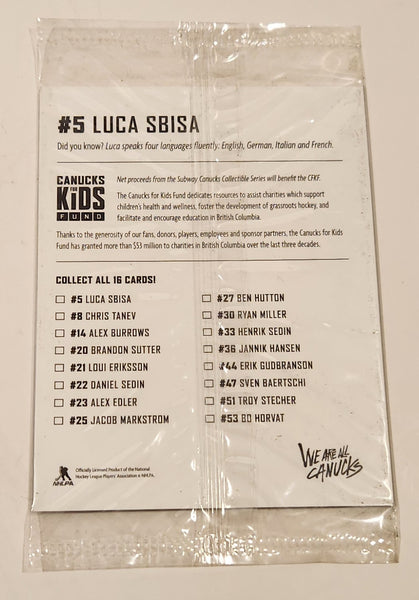 #5 LUCA SBISA
Did you know? Luca speaks four languages fluently: English, German, Italian and French.
CANUCKS
FOR
KIDS
FUND
Net proceeds from the Subway Canucks Collectible Series will benefit the CFKF.
The Canucks for Kids Fund dedicates resources to assist charities which support
children's health and wellness, foster the development of grassroots hockey, and
facilitate and encourage education in British Columbia.
Thanks to the generosity of our fans, donors, players, employees and sponsor partners, the Canucks for Kids
Fund has granted more than $53 million to charities in British Columbia over the last three decades.
COLLECT ALL 16 CARDS!
#5 LUCA SBISA
#8 CHRIS TANEV
#14 ALEX BURROWS
#20 BRANDON SUTTER
#21 LOUI ERIKSSON
#22 DANIEL SEDIN
#23 ALEX EDLER
#25 JACOB MARKSTROM
#27 BEN HUTTON
#30 RYAN MILLER
#33 HENRIK SEDIN
#36 JANNIK HANSEN
#44 ERIK GUDBRANSON
#47 SVEN BAERTSCHI
#51 TROY STECHER
#53 BO HORVAT
WE ARE ALL
CANUCKS
NHLPA
Officially Licensed Product of the National
Hockey League Players' Association is NHLPA.